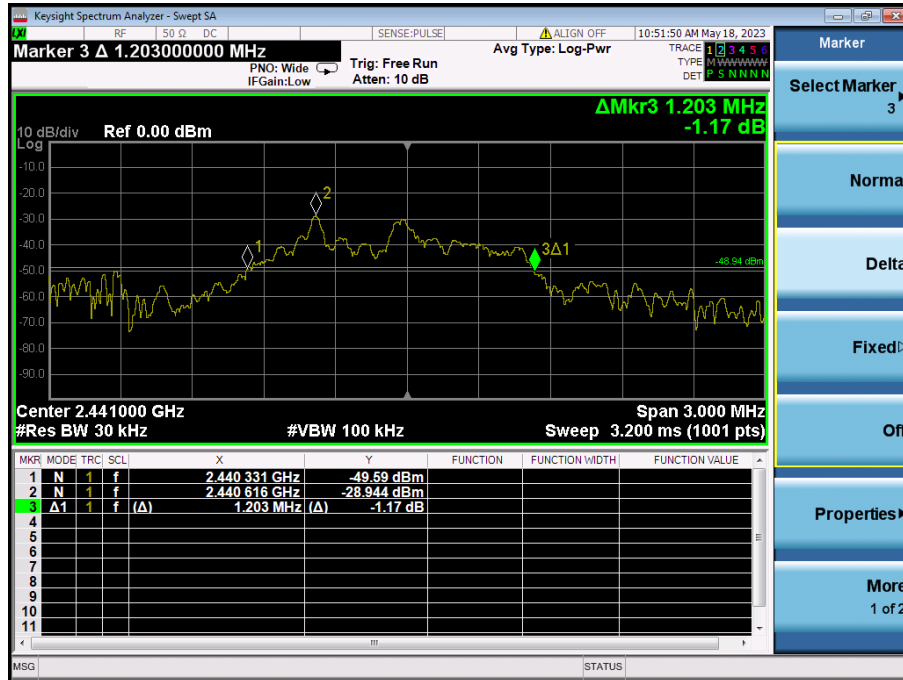 Keysight Spectrum Analyzer - Swept SA
LXI RF 50 Ω DC SENSE:PULSE ALIGN OFF 10:51:50 AM May 18, 2023
Marker 3 Δ 1.203000000 MHz
PNO: Wide
IFGain:Low
Trig: Free Run
Atten: 10 dB
Avg Type: Log-Pwr
TRACE 1 2 3 4 5 6
TYPE M WWWWW
DET P S N N N N
ΔMkr3 1.203 MHz
-1.17 dB
10 dB/div Ref 0.00 dBm
Log
-10.0
-20.0
-30.0
-40.0
-50.0
-60.0
-70.0
-80.0
-90.0
1
2
3Δ1
-48.94 dBm
Center 2.441000 GHz Span 3.000 MHz
#Res BW 30 kHz #VBW 100 kHz Sweep 3.200 ms (1001 pts)
MKR MODE TRC SCL X Y FUNCTION FUNCTION WIDTH FUNCTION VALUE
1 N 1 f 2.440 331 GHz -49.59 dBm
2 N 1 f 2.440 616 GHz -28.944 dBm
3 Δ1 1 f (Δ) 1.203 MHz (Δ) -1.17 dB
4
5
6
7
8
9
10
11
MSG STATUS
Marker
Select Marker
3
Norma
Delta
Fixed
Of
Properties
More
1 of 2